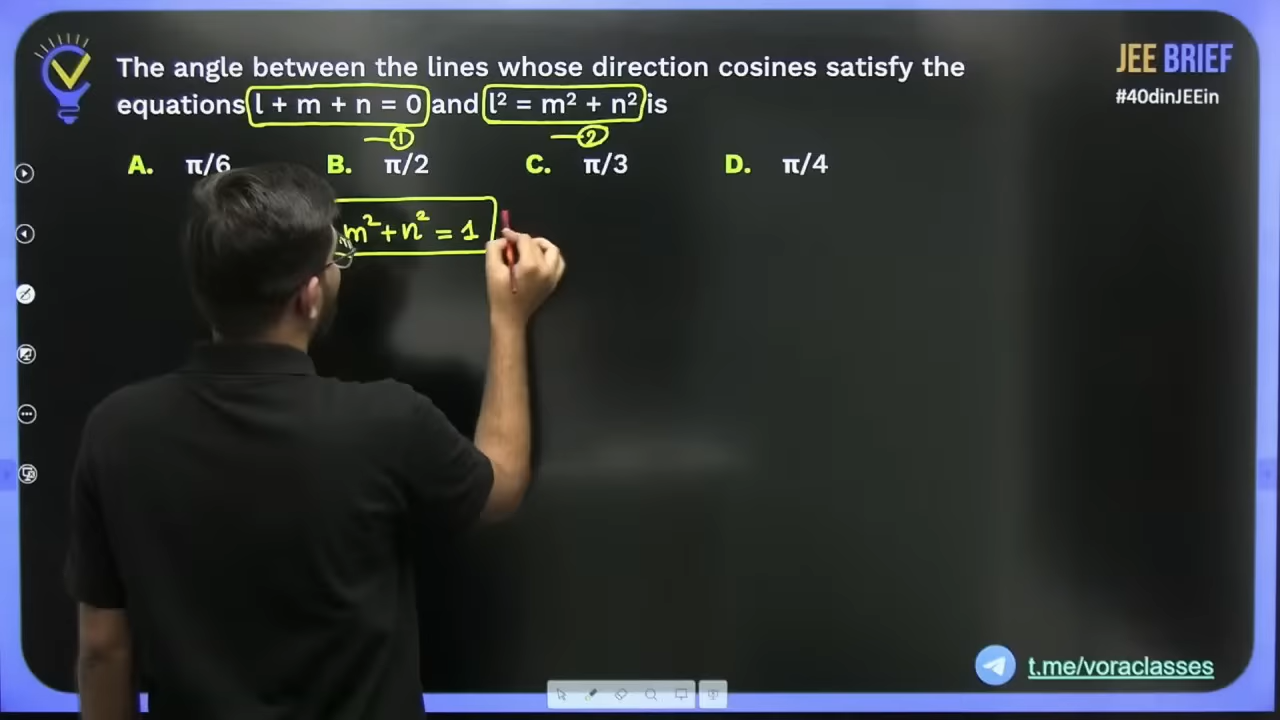 The angle between the lines whose direction cosines satisfy the
equations l + m + n = 0 and l² = m² + n² is
① ②
A. π/6 B. π/2 C. π/3 D. π/4
m² + n² = 1
JEE BRIEF
#40dinJEEin
t.me/voraclasses